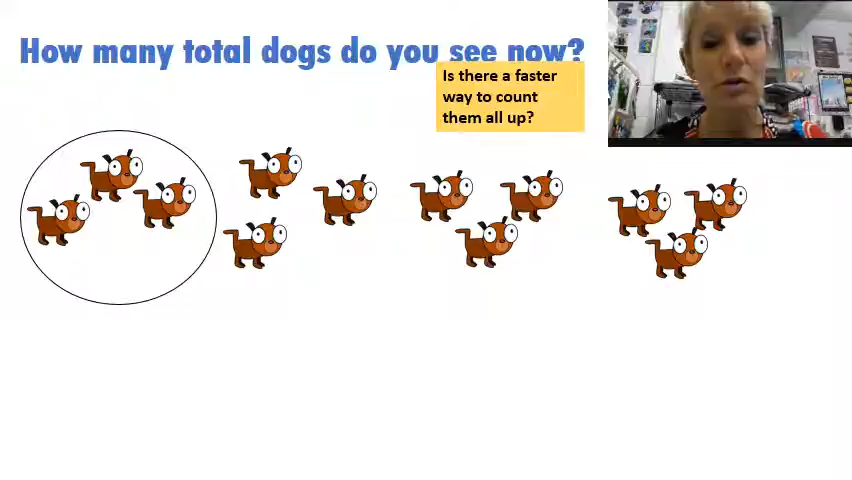 How many total dogs do you see now?
Is there a faster
way to count
them all up?